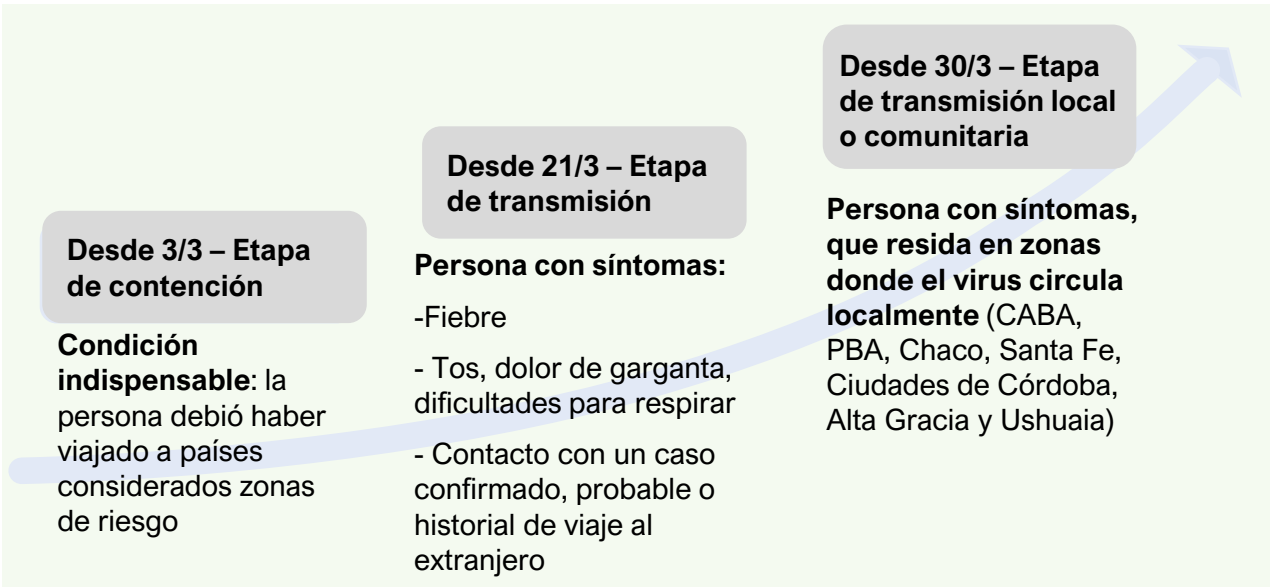 Desde 3/3 – Etapa
de contención
Condición
indispensable: la
persona debió haber
viajado a países
considerados zonas
de riesgo
Desde 21/3 – Etapa
de transmisión
Persona con síntomas:
-Fiebre
- Tos, dolor de garganta,
dificultades para respirar
- Contacto con un caso
confirmado, probable o
historial de viaje al
extranjero
Desde 30/3 – Etapa
de transmisión local
o comunitaria
Persona con síntomas,
que resida en zonas
donde el virus circula
localmente (CABA,
PBA, Chaco, Santa Fe,
Ciudades de Córdoba,
Alta Gracia y Ushuaia)